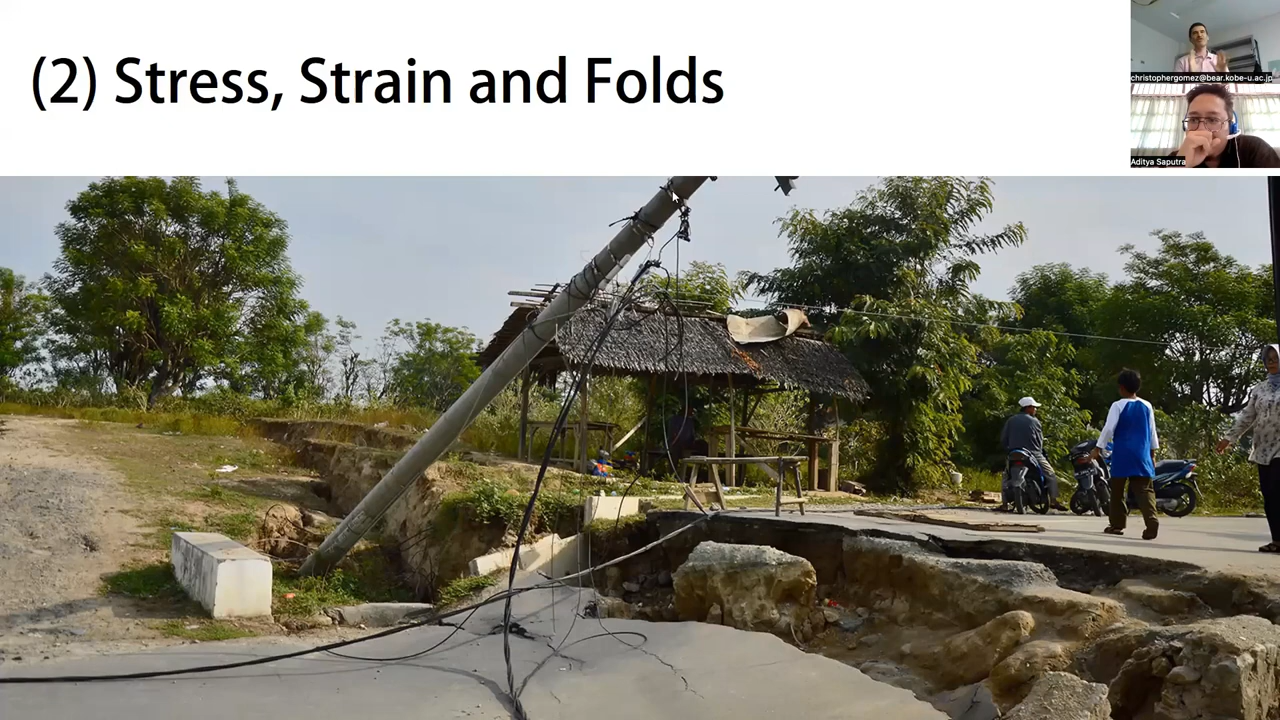 (2) Stress, Strain and Folds
christophergomez@bear.kobe-u.ac.jp
Aditya Saputra